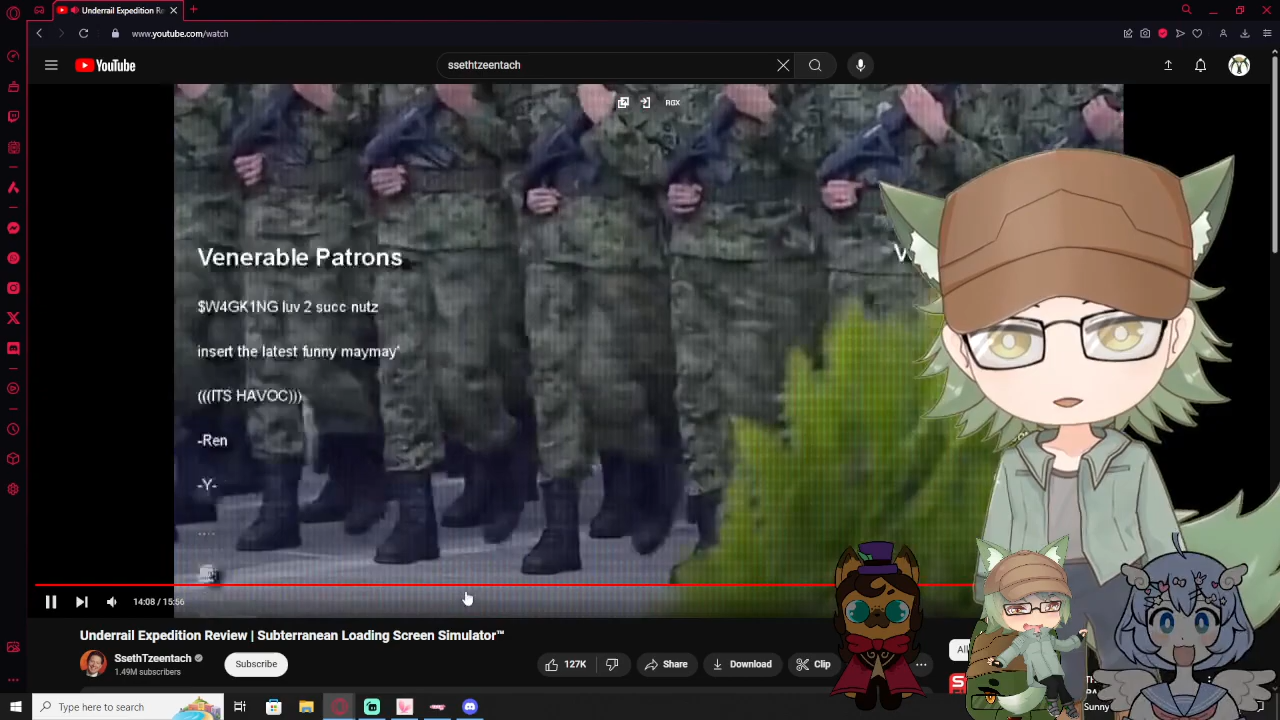 Underrail Expedition Re
www.youtube.com/watch
YouTube
ssethtzeentach
RGX
Venerable Patrons
V
$W4GK1NG luv 2 succ nutz
insert the latest funny maymay'
(((ITS HAVOC)))
-Ren
-Y-
....
14:08 / 15:56
Underrail Expedition Review | Subterranean Loading Screen Simulator™
SsethTzeentach
1.49M subscribers
Subscribe
127K
Share
Download
Clip
...
All
Sunny
Type here to search